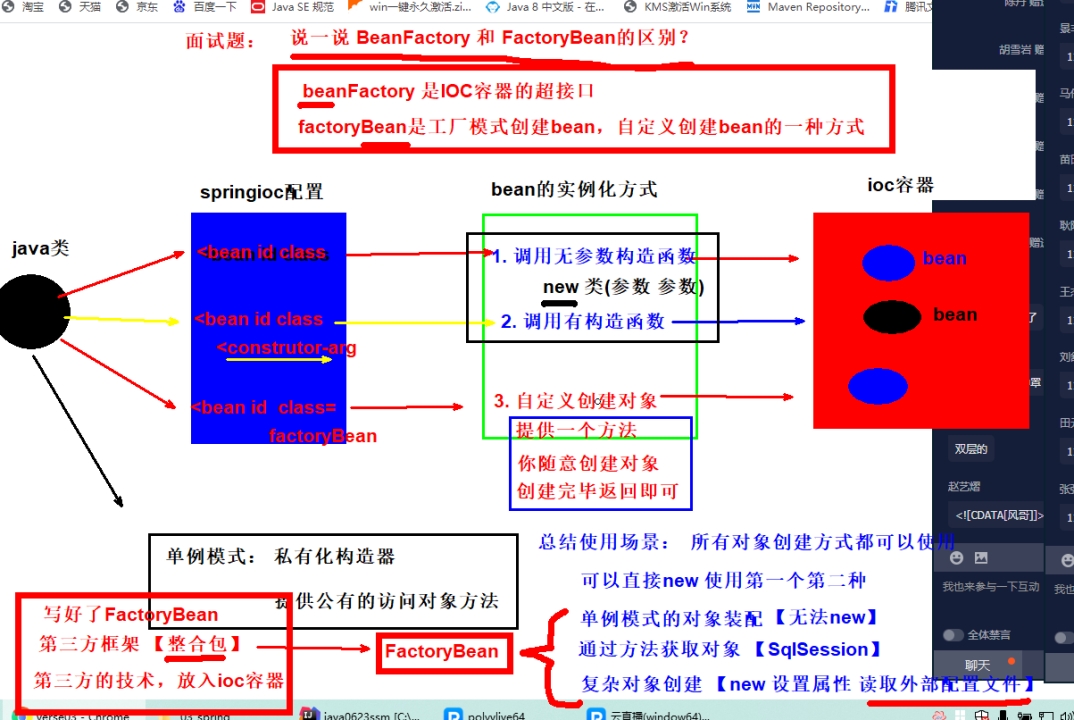 淘宝 天猫 京东 百度一下 Java SE 规范 win一键永久激活.zi... Java 8 中文版 - 在... KMS激活Win系统 Maven Repository... 腾讯文
面试题： 说一说 BeanFactory 和 FactoryBean的区别？
胡雪岩
beanFactory 是IOC容器的超接口
factoryBean是工厂模式创建bean，自定义创建bean的一种方式
springioc配置 bean的实例化方式 ioc容器
java类
<bean id class 1. 调用无参数构造函数 bean
new 类(参数 参数)
<bean id class 2. 调用有构造函数 bean
<construtor-arg
<bean id class= 3. 自定义创建对象
factoryBean 提供一个方法
你随意创建对象
创建完毕返回即可
双层的
赵艺熠
<![CDATA[风哥]]>
单例模式： 私有化构造器
提供公有的访问对象方法
总结使用场景： 所有对象创建方式都可以使用
可以直接new 使用第一个第二种
我也来参与一下互动
写好了FactoryBean
单例模式的对象装配【无法new】
第三方框架 【整合包】
FactoryBean
通过方法获取对象 【SqlSession】
全体禁言
第三方的技术，放入ioc容器
复杂对象创建 【new 设置属性 读取外部配置文件】
聊天
- Chrome 03_spring java0623ssm [C:\... polyvlive64 云直播(window64)...